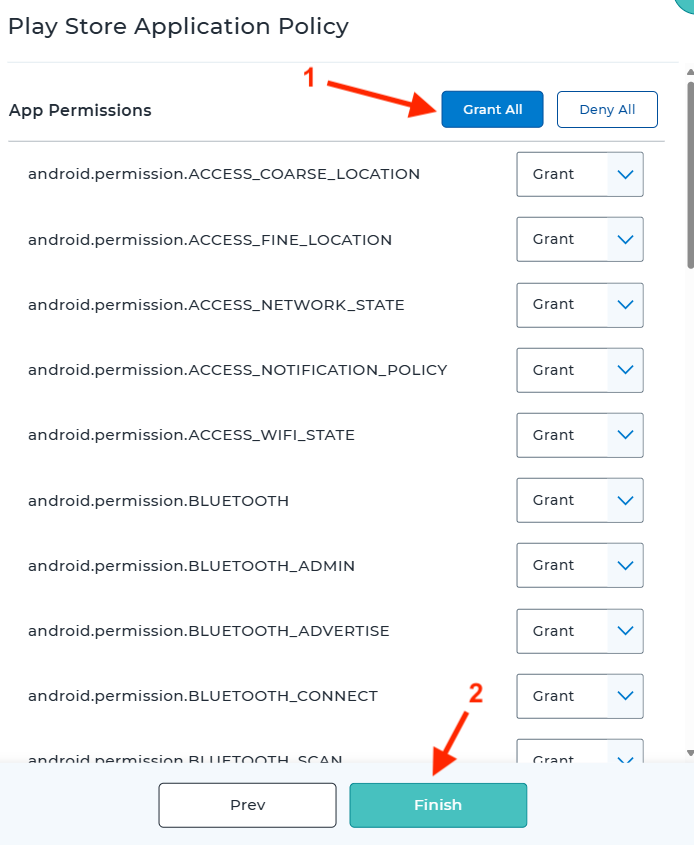 Play Store Application Policy
1
App Permissions Grant All Deny All
android.permission.ACCESS_COARSE_LOCATION Grant
android.permission.ACCESS_FINE_LOCATION Grant
android.permission.ACCESS_NETWORK_STATE Grant
android.permission.ACCESS_NOTIFICATION_POLICY Grant
android.permission.ACCESS_WIFI_STATE Grant
android.permission.BLUETOOTH Grant
android.permission.BLUETOOTH_ADMIN Grant
android.permission.BLUETOOTH_ADVERTISE Grant
android.permission.BLUETOOTH_CONNECT Grant
2
android.permission.BLUETOOTH_SCAN Grant
Prev Finish